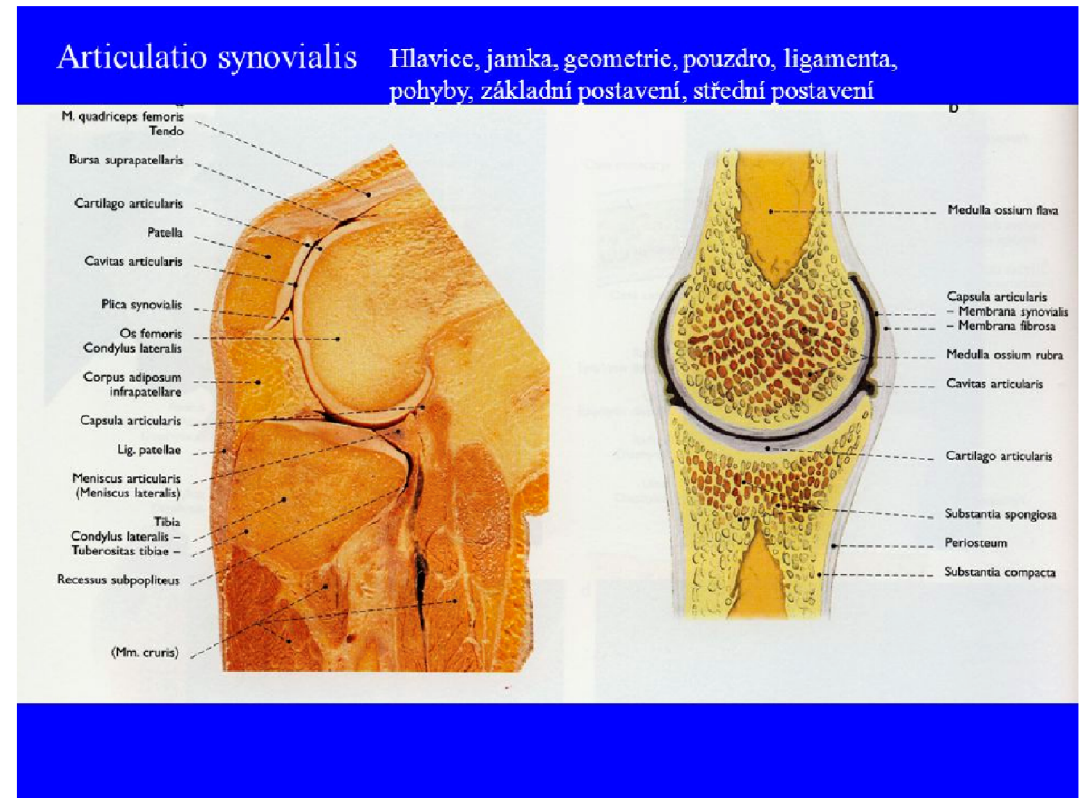 Articulatio synovialis
Hlavice, jamka, geometrie, pouzdro, ligamenta,
pohyby, základní postavení, střední postavení
M. quadriceps femoris
Tendo
Bursa suprapatellaris
Cartilago articularis
Patella
Cavitas articularis
Plica synovialis
Os femoris
Condylus lateralis
Corpus adiposum
infrapatellare
Capsula articularis
Lig. patellae
Meniscus articularis
(Meniscus lateralis)
Tibia
Condylus lateralis –
Tuberositas tibiae –
Recessus subpopliteus
(Mm. cruris)
b
Medulla ossium flava
Capsula articularis
– Membrana synovialis
– Membrana fibrosa
Medulla ossium rubra
Cavitas articularis
Cartilago articularis
Substantia spongiosa
Periosteum
Substantia compacta